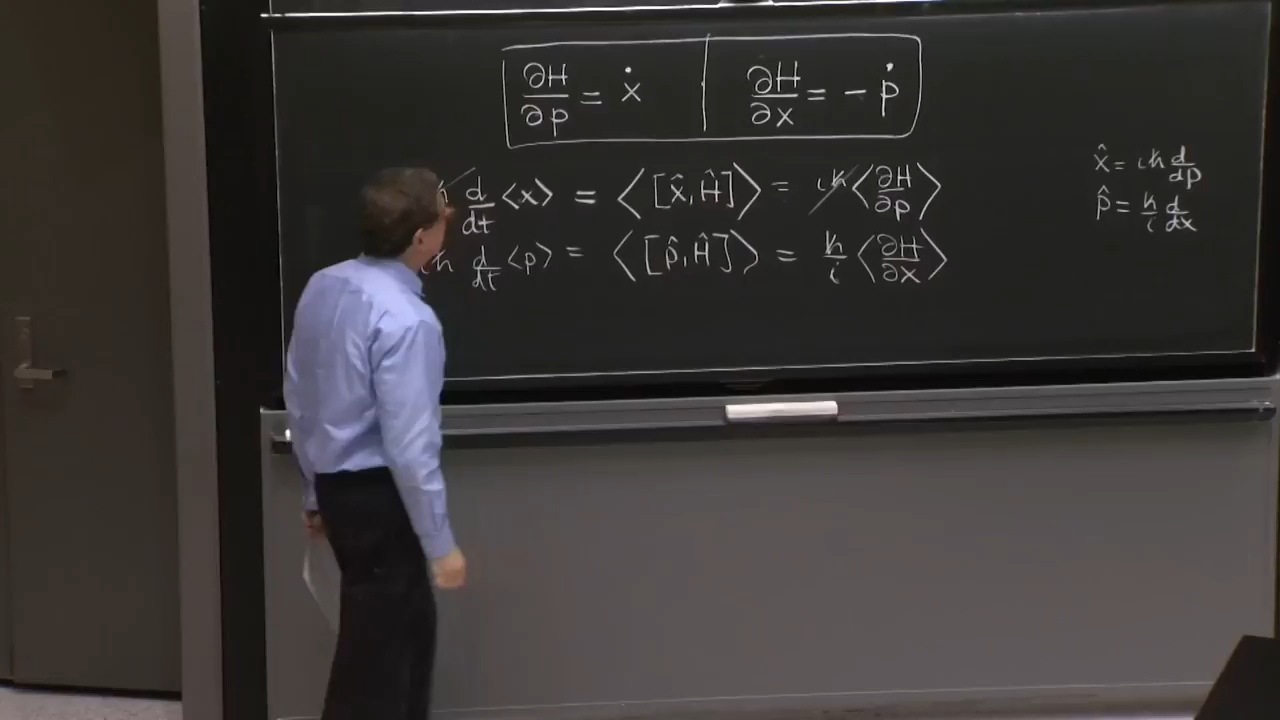 ∂H/∂p = ẋ | ∂H/∂x = − ṗ
ħ d/dt <x> = <[x̂, Ĥ]> = iħ <∂H/∂p>
iħ d/dt <p> = <[p̂, Ĥ]> = ħ/i <∂H/∂x>
x̂ = iħ d/dp
p̂ = ħ/i d/dx